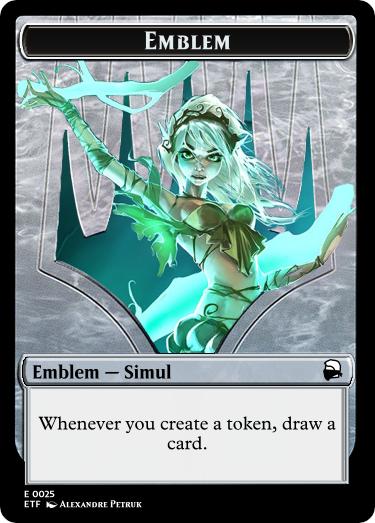 EMBLEM
Emblem — Simul
Whenever you create a token, draw a
card.
E 0025
ETF ALEXANDRE PETRUK